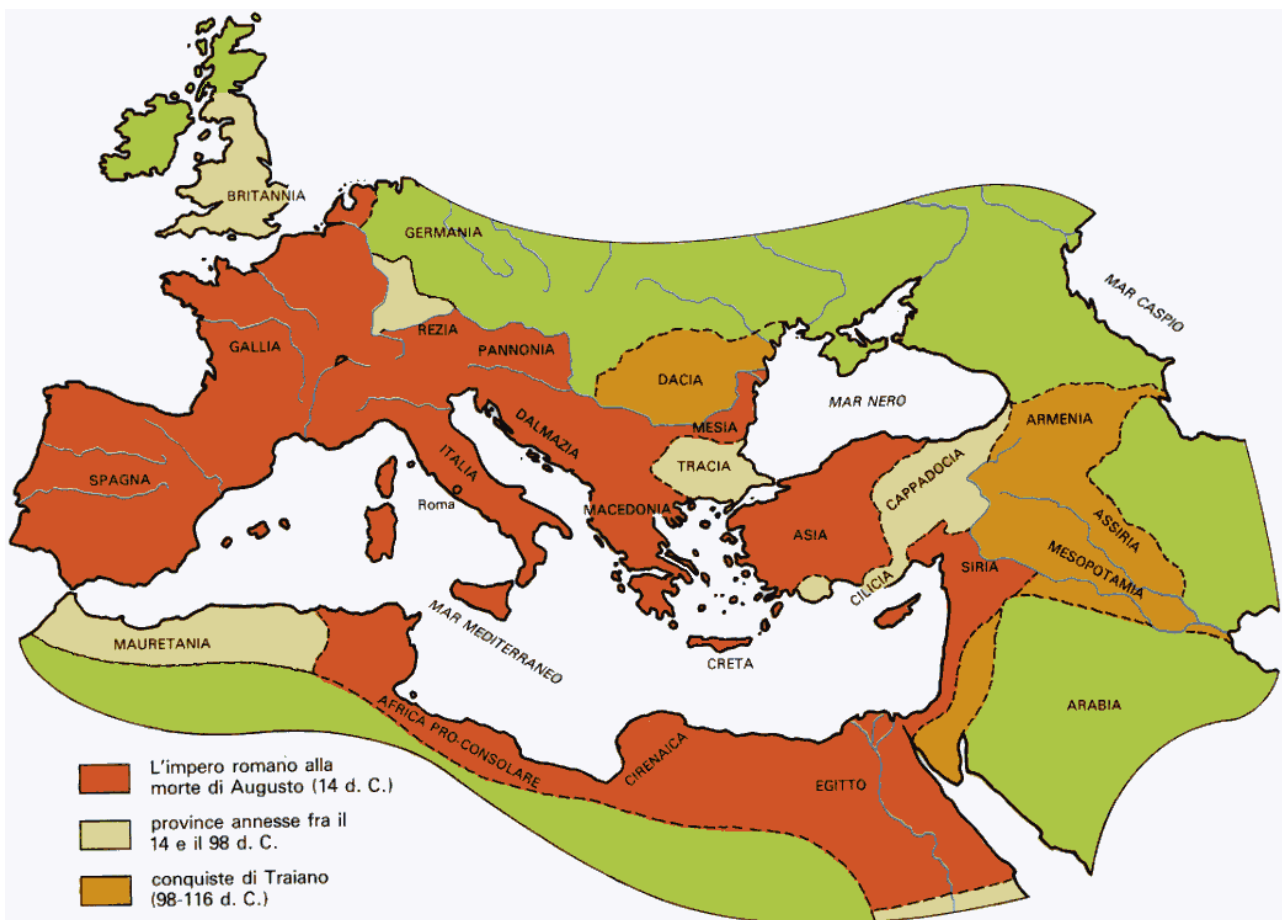 BRITANNIA
GERMANIA
MAR CASPIO
REZIA
GALLIA
PANNONIA
DACIA
MAR NERO
ARMENIA
DALMAZIA
MESIA
ITALIA
TRACIA
CAPPADOCIA
SPAGNA
Roma
MACEDONIA
ASIA
ASSIRIA
MESOPOTAMIA
SIRIA
CILICIA
MAURETANIA
MAR MEDITERRANEO
CRETA
ARABIA
AFRICA PRO-CONSOLARE
CIRENAICA
EGITTO
L'impero romano alla
morte di Augusto (14 d. C.)
province annesse fra il
14 e il 98 d. C.
conquiste di Traiano
(98-116 d. C.)